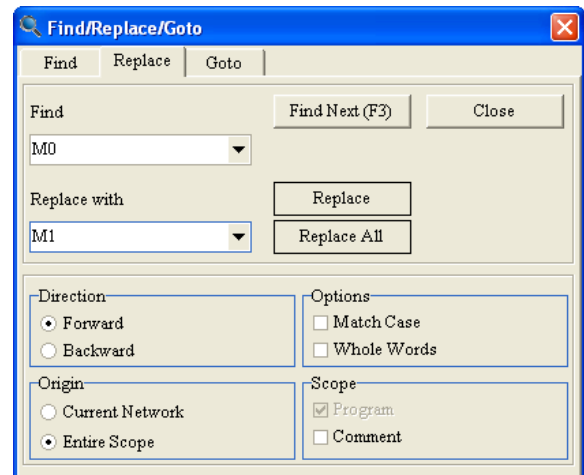 Find/Replace/Goto
Find Replace Goto
Find Find Next (F3) Close
M0
Replace with Replace
M1 Replace All
Direction Options
Forward Match Case
Backward Whole Words
Origin Scope
Current Network Program
Entire Scope Comment